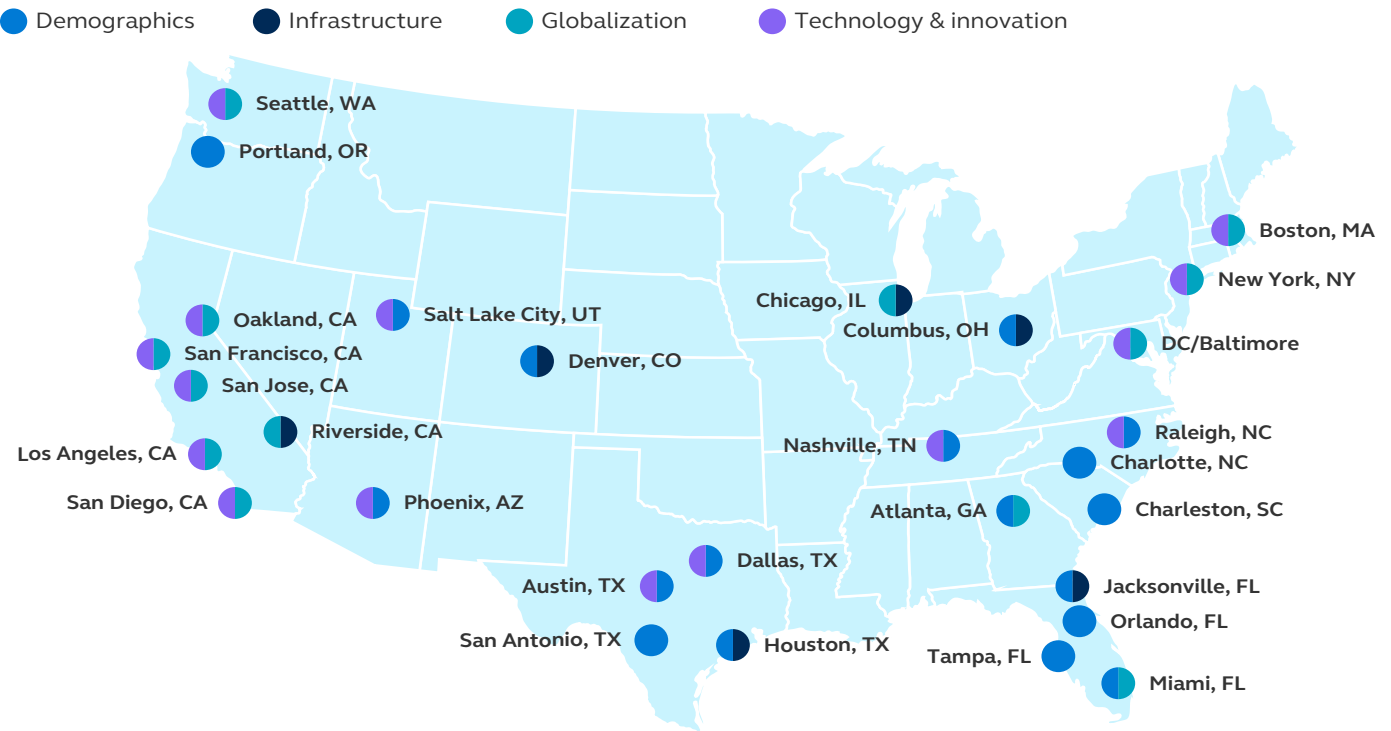 Demographics
Infrastructure
Globalization
Technology & innovation
Seattle, WA
Portland, OR
Boston, MA
New York, NY
Chicago, IL
Oakland, CA
Salt Lake City, UT
Columbus, OH
DC/Baltimore
San Francisco, CA
Denver, CO
San Jose, CA
Riverside, CA
Raleigh, NC
Nashville, TN
Los Angeles, CA
Charlotte, NC
San Diego, CA
Phoenix, AZ
Atlanta, GA
Charleston, SC
Dallas, TX
Austin, TX
Jacksonville, FL
Orlando, FL
San Antonio, TX
Houston, TX
Tampa, FL
Miami, FL